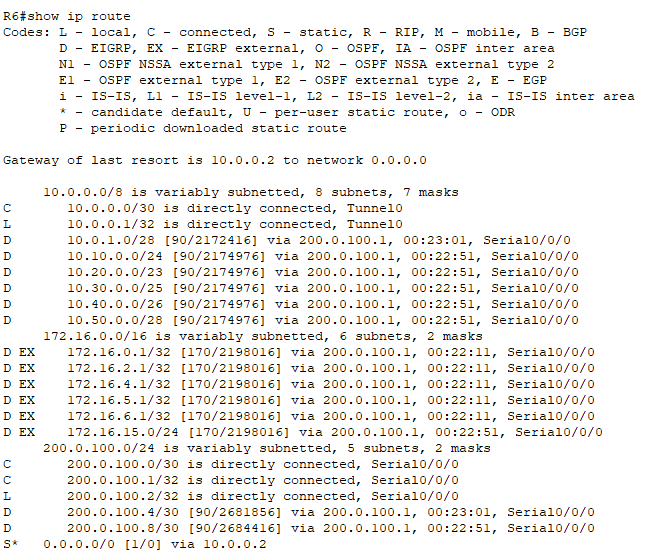 R6#show ip route
Codes: L - local, C - connected, S - static, R - RIP, M - mobile, B - BGP
       D - EIGRP, EX - EIGRP external, O - OSPF, IA - OSPF inter area
       N1 - OSPF NSSA external type 1, N2 - OSPF NSSA external type 2
       E1 - OSPF external type 1, E2 - OSPF external type 2, E - EGP
       i - IS-IS, L1 - IS-IS level-1, L2 - IS-IS level-2, ia - IS-IS inter area
       * - candidate default, U - per-user static route, o - ODR
       P - periodic downloaded static route

Gateway of last resort is 10.0.0.2 to network 0.0.0.0

     10.0.0.0/8 is variably subnetted, 8 subnets, 7 masks
C       10.0.0.0/30 is directly connected, Tunnel0
L       10.0.0.1/32 is directly connected, Tunnel0
D       10.0.1.0/28 [90/2172416] via 200.0.100.1, 00:23:01, Serial0/0/0
D       10.10.0.0/24 [90/2174976] via 200.0.100.1, 00:22:51, Serial0/0/0
D       10.20.0.0/23 [90/2174976] via 200.0.100.1, 00:22:51, Serial0/0/0
D       10.30.0.0/25 [90/2174976] via 200.0.100.1, 00:22:51, Serial0/0/0
D       10.40.0.0/26 [90/2174976] via 200.0.100.1, 00:22:51, Serial0/0/0
D       10.50.0.0/28 [90/2174976] via 200.0.100.1, 00:22:51, Serial0/0/0
     172.16.0.0/16 is variably subnetted, 6 subnets, 2 masks
D EX    172.16.0.1/32 [170/2198016] via 200.0.100.1, 00:22:11, Serial0/0/0
D EX    172.16.2.1/32 [170/2198016] via 200.0.100.1, 00:22:11, Serial0/0/0
D EX    172.16.4.1/32 [170/2198016] via 200.0.100.1, 00:22:11, Serial0/0/0
D EX    172.16.5.1/32 [170/2198016] via 200.0.100.1, 00:22:11, Serial0/0/0
D EX    172.16.6.1/32 [170/2198016] via 200.0.100.1, 00:22:11, Serial0/0/0
D EX    172.16.15.0/24 [170/2198016] via 200.0.100.1, 00:22:51, Serial0/0/0
     200.0.100.0/24 is variably subnetted, 5 subnets, 2 masks
C       200.0.100.0/30 is directly connected, Serial0/0/0
C       200.0.100.1/32 is directly connected, Serial0/0/0
L       200.0.100.2/32 is directly connected, Serial0/0/0
D       200.0.100.4/30 [90/2681856] via 200.0.100.1, 00:23:01, Serial0/0/0
D       200.0.100.8/30 [90/2684416] via 200.0.100.1, 00:22:51, Serial0/0/0
S*   0.0.0.0/0 [1/0] via 10.0.0.2